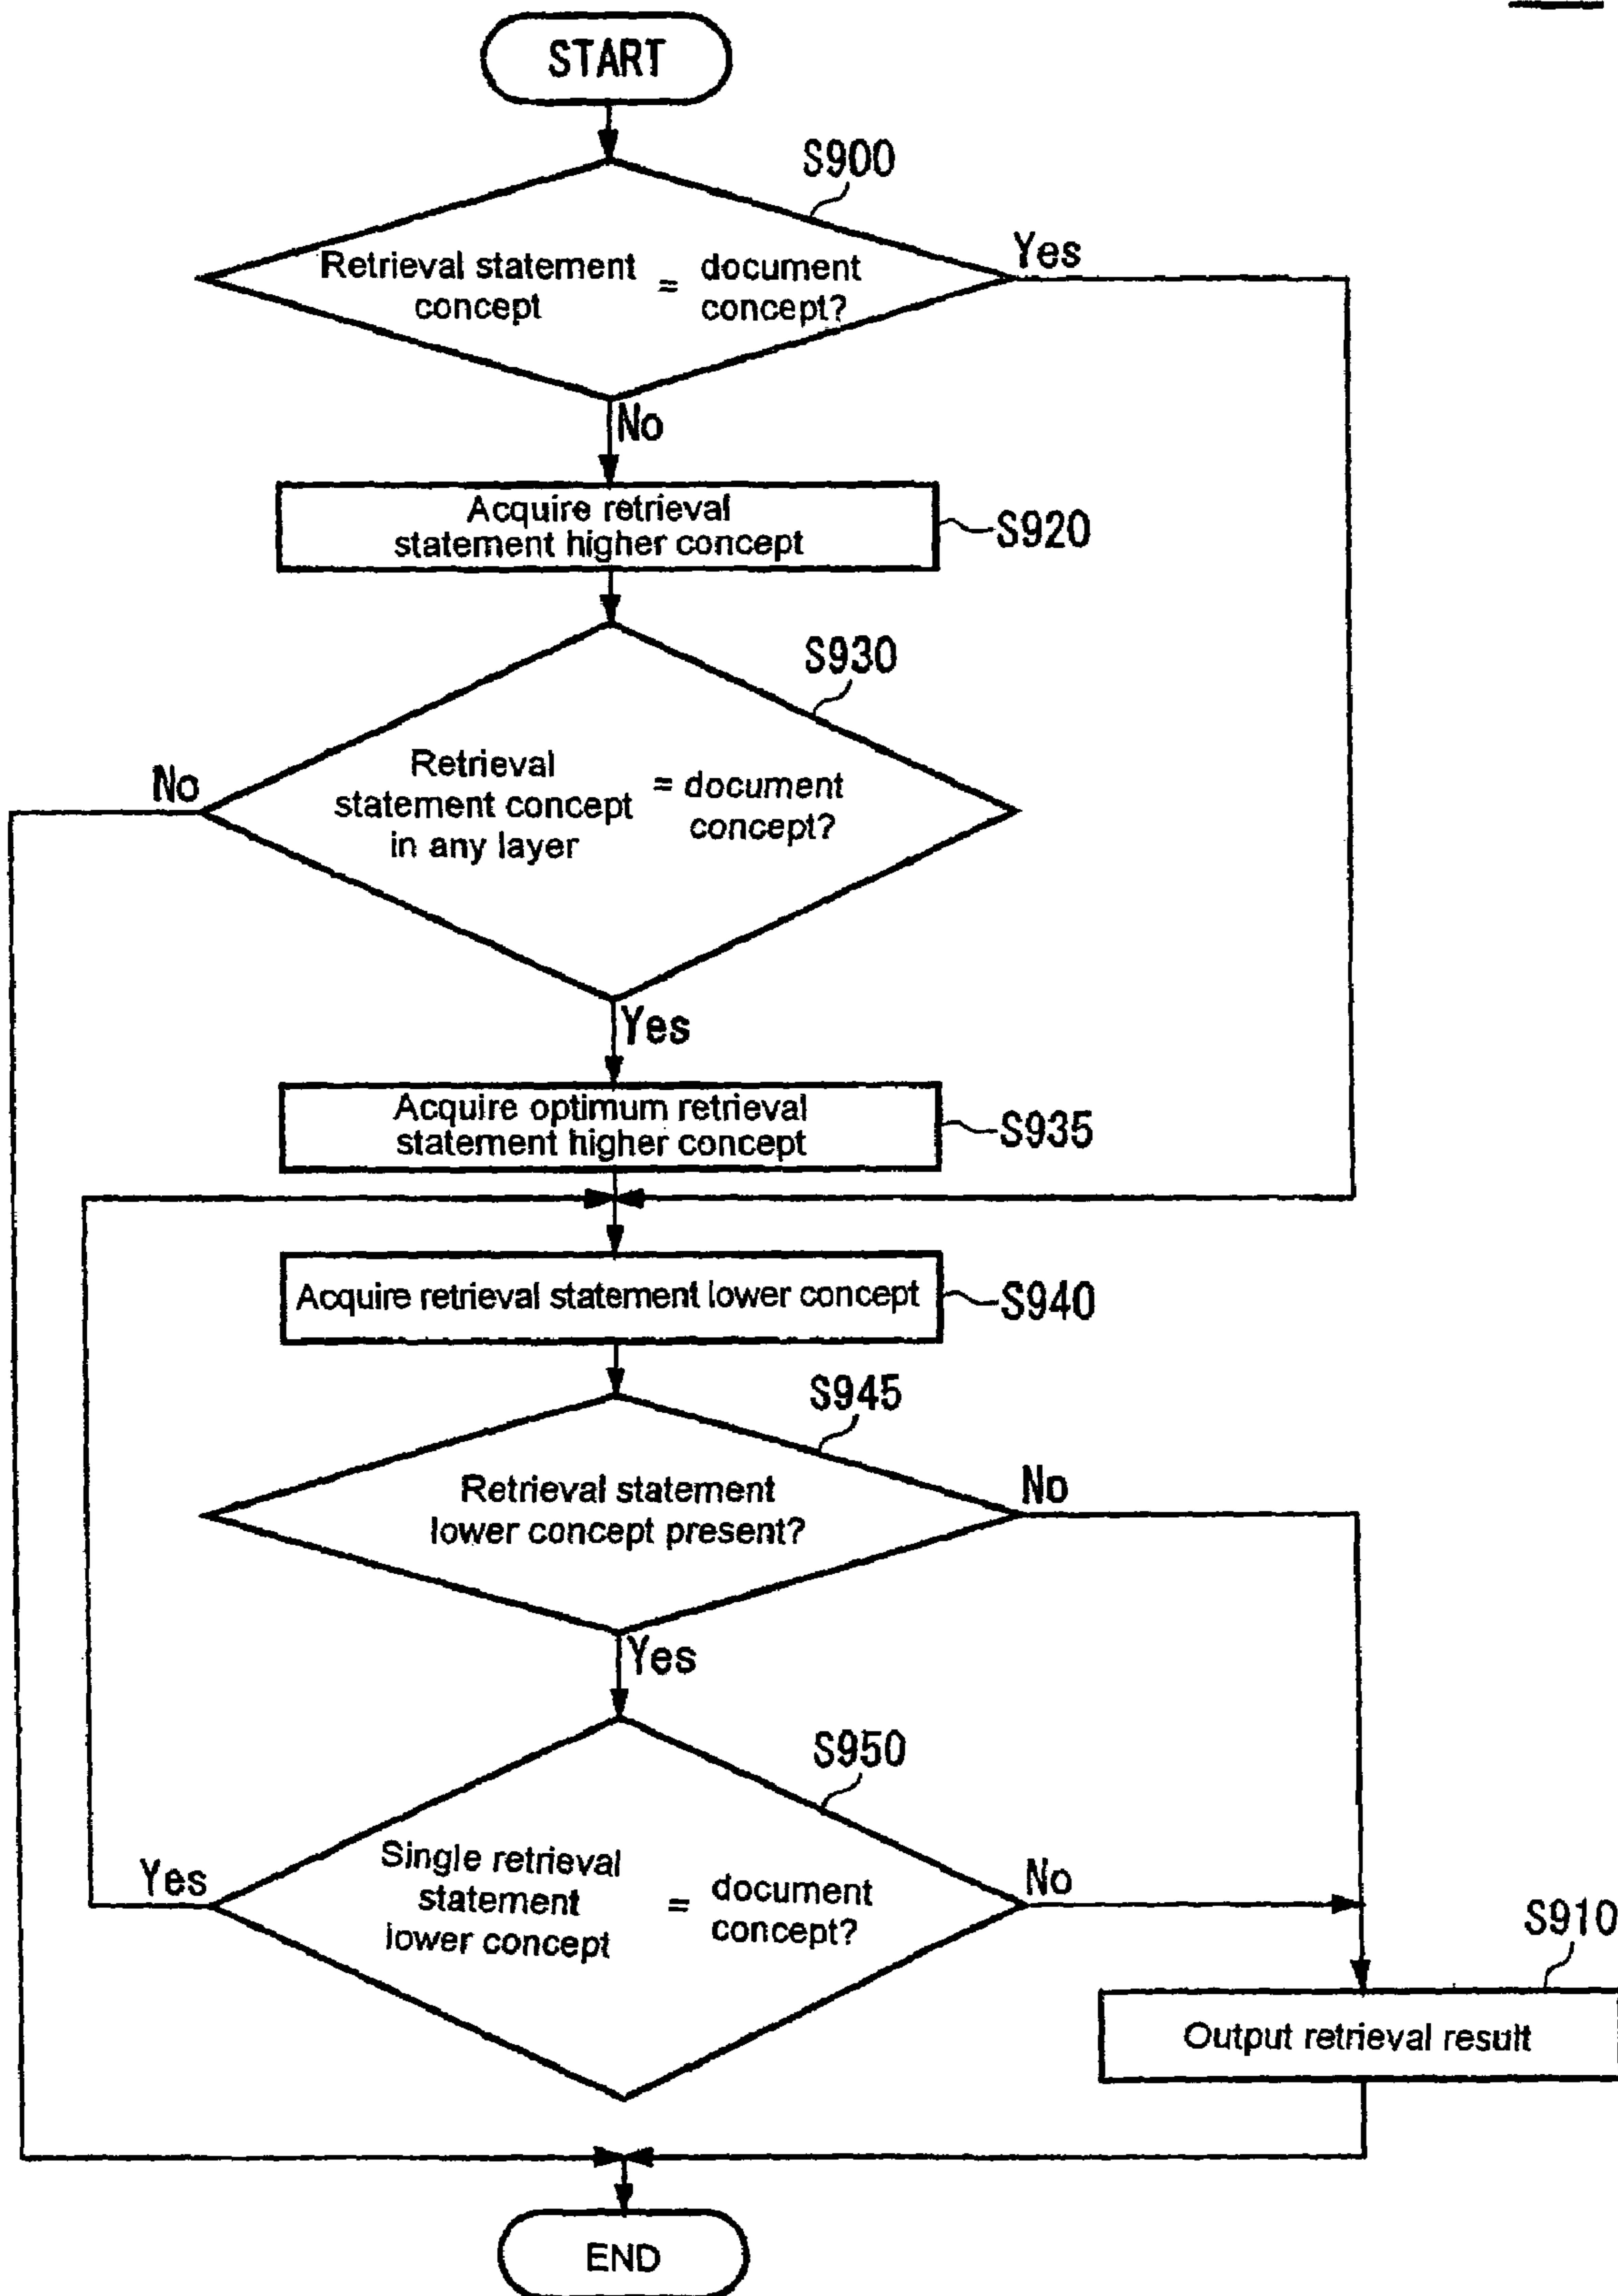 START
S900
Retrieval statement
concept
=
document
concept?
Yes
No
Acquire retrieval
statement higher concept
S920
S930
No
Retrieval
statement concept
in any layer
= document
concept?
Yes
Acquire optimum retrieval
statement higher concept
S935
Acquire retrieval statement lower concept
S940
S945
Retrieval statement
lower concept present?
No
Yes
S950
Yes
Single retrieval
statement
lower concept
=
document
concept?
No
S910
Output retrieval result
END